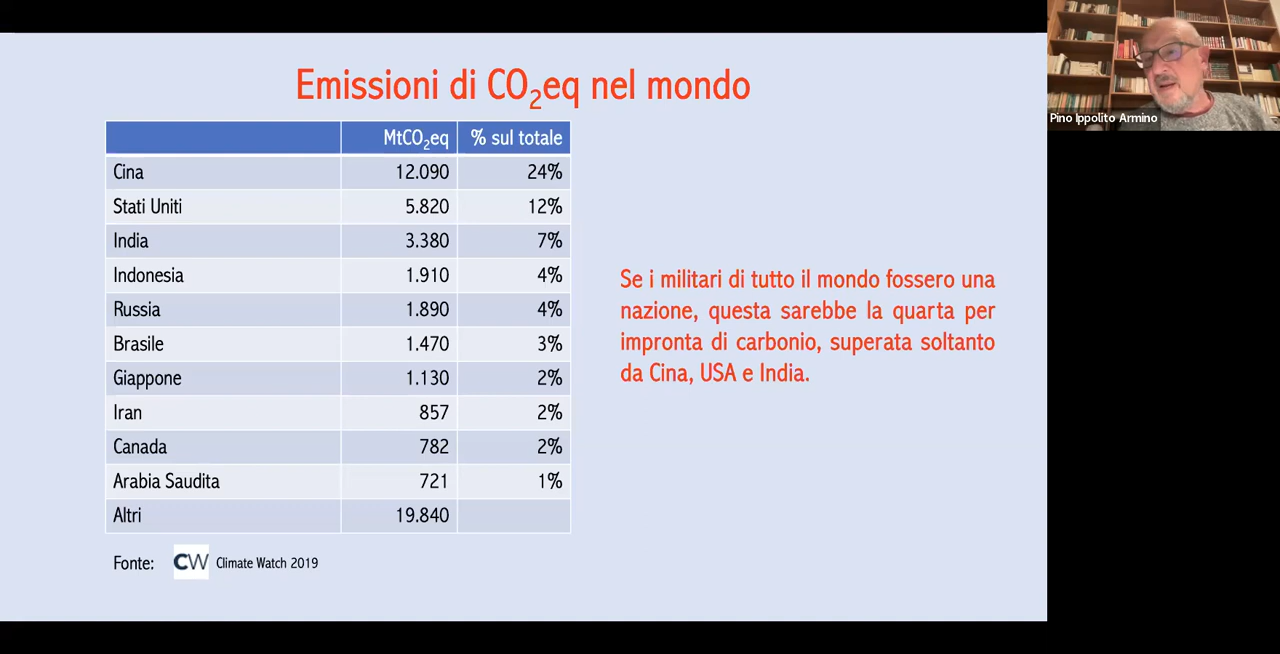 Emissioni di CO₂eq nel mondo
MtCO₂eq % sul totale
Cina 12.090 24%
Stati Uniti 5.820 12%
India 3.380 7%
Indonesia 1.910 4%
Russia 1.890 4%
Brasile 1.470 3%
Giappone 1.130 2%
Iran 857 2%
Canada 782 2%
Arabia Saudita 721 1%
Altri 19.840
Fonte: CW Climate Watch 2019
Se i militari di tutto il mondo fossero una
nazione, questa sarebbe la quarta per
impronta di carbonio, superata soltanto
da Cina, USA e India.
Pino Ippolito Armino